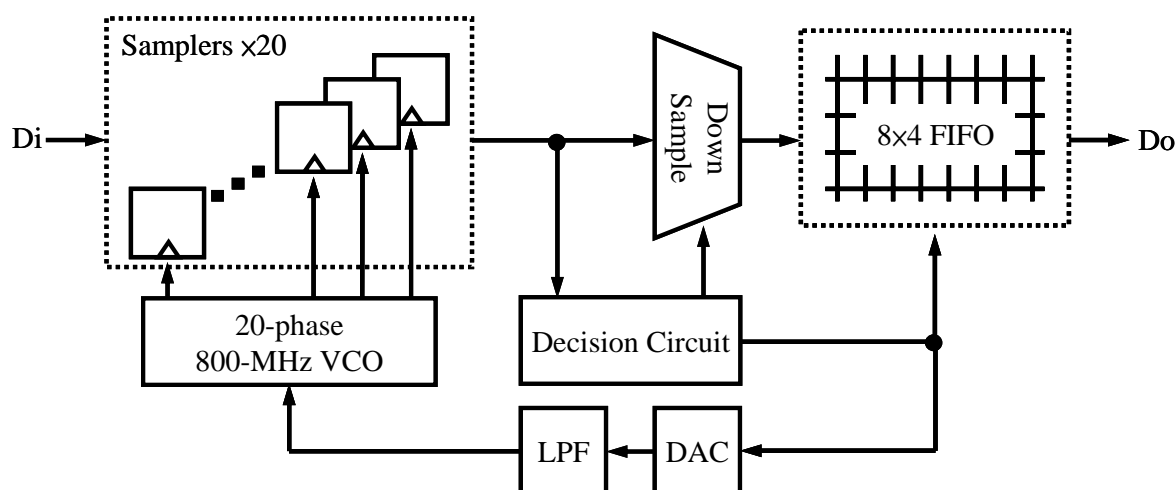 Samplers ×20
Di
Down
Sample
8×4 FIFO
Do
20-phase
800-MHz VCO
Decision Circuit
LPF
DAC